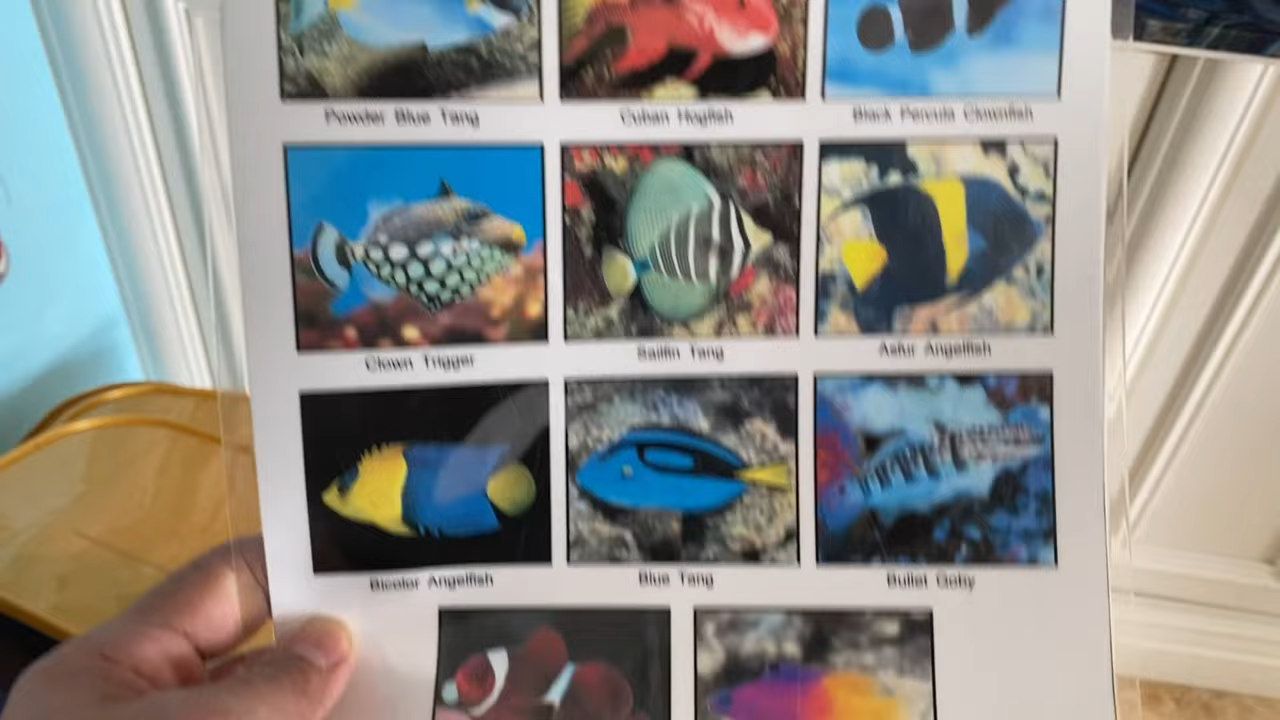 Powder Blue Tang
Cuban Hogfish
Black Percula Clownfish
Clown Trigger
Sailfin Tang
Asfur Angelfish
Bicolor Angelfish
Blue Tang
Bullet Goby